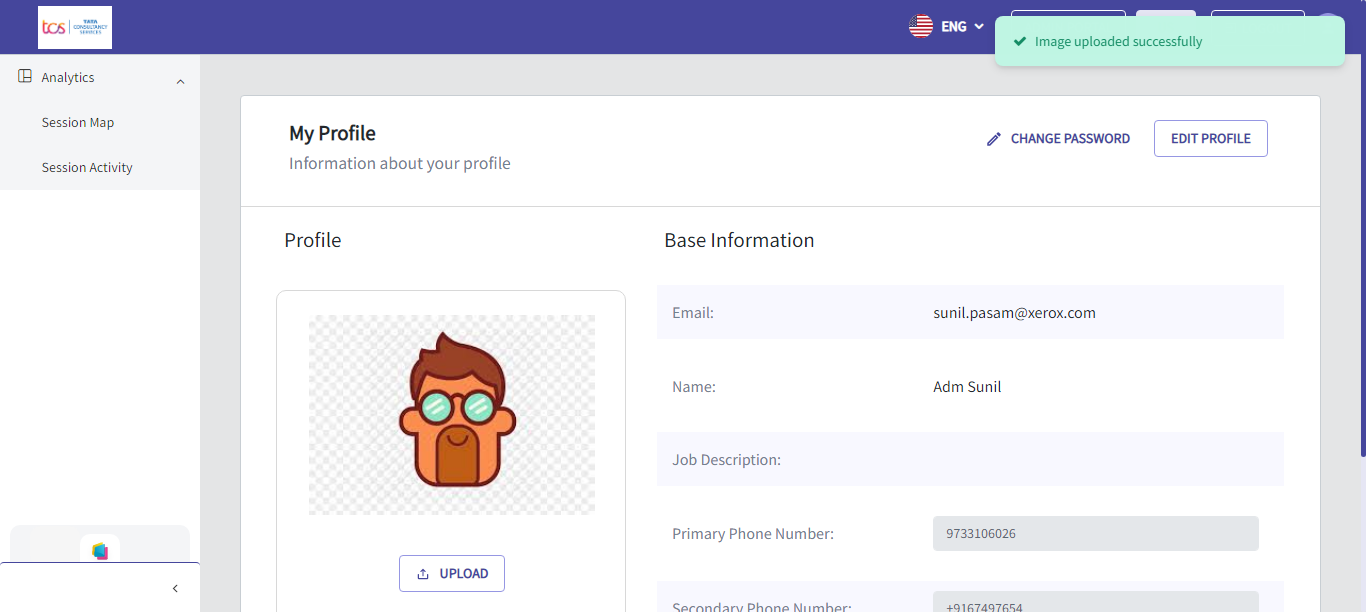 tcs
TATA
CONSULTANCY
SERVICES
ENG
Image uploaded successfully
Analytics
Session Map
Session Activity
My Profile
Information about your profile
CHANGE PASSWORD
EDIT PROFILE
Profile
UPLOAD
Base Information
Email: sunil.pasam@xerox.com
Name: Adm Sunil
Job Description:
Primary Phone Number: 9733106026
Secondary Phone Number: +9167497654